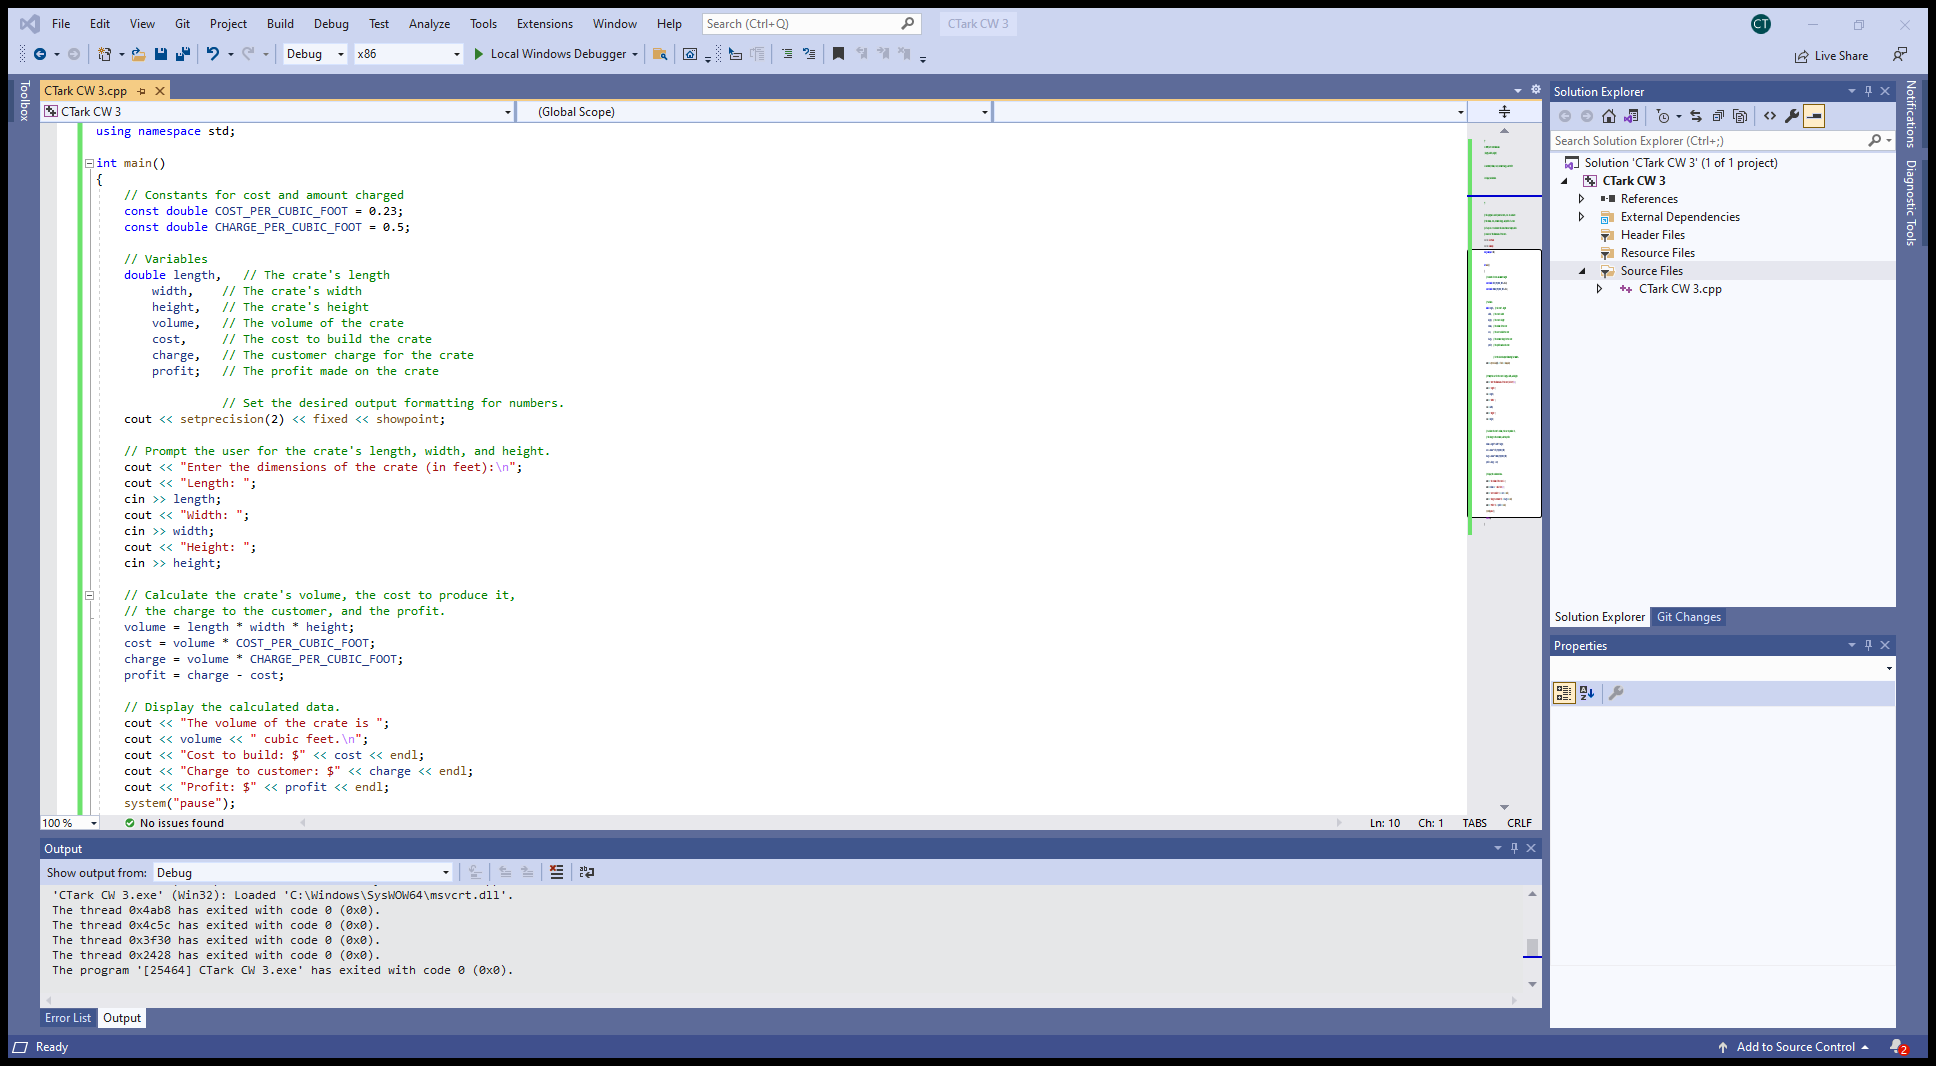 File Edit View Git Project Build Debug Test Analyze Tools Extensions Window Help Search (Ctrl+Q) CTark CW 3 CT
Debug x86 Local Windows Debugger Live Share
Toolbox
CTark CW 3.cpp
CTark CW 3 (Global Scope)
using namespace std;
int main()
{
// Constants for cost and amount charged
const double COST_PER_CUBIC_FOOT = 0.23;
const double CHARGE_PER_CUBIC_FOOT = 0.5;
// Variables
double length,   // The crate's length
width,    // The crate's width
height,   // The crate's height
volume,   // The volume of the crate
cost,     // The cost to build the crate
charge,   // The customer charge for the crate
profit;   // The profit made on the crate
// Set the desired output formatting for numbers.
cout << setprecision(2) << fixed << showpoint;
// Prompt the user for the crate's length, width, and height.
cout << "Enter the dimensions of the crate (in feet):\n";
cout << "Length: ";
cin >> length;
cout << "Width: ";
cin >> width;
cout << "Height: ";
cin >> height;
// Calculate the crate's volume, the cost to produce it,
// the charge to the customer, and the profit.
volume = length * width * height;
cost = volume * COST_PER_CUBIC_FOOT;
charge = volume * CHARGE_PER_CUBIC_FOOT;
profit = charge - cost;
// Display the calculated data.
cout << "The volume of the crate is ";
cout << volume << " cubic feet.\n";
cout << "Cost to build: $" << cost << endl;
cout << "Charge to customer: $" << charge << endl;
cout << "Profit: $" << profit << endl;
system("pause");
100 % No issues found Ln: 10 Ch: 1 TABS CRLF
Output
Show output from: Debug
'CTark CW 3.exe' (Win32): Loaded 'C:\Windows\SysWOW64\msvcrt.dll'.
The thread 0x4ab8 has exited with code 0 (0x0).
The thread 0x4c5c has exited with code 0 (0x0).
The thread 0x3f30 has exited with code 0 (0x0).
The thread 0x2428 has exited with code 0 (0x0).
The program '[25464] CTark CW 3.exe' has exited with code 0 (0x0).
Error List Output
Solution Explorer
Search Solution Explorer (Ctrl+;)
Solution 'CTark CW 3' (1 of 1 project)
CTark CW 3
References
External Dependencies
Header Files
Resource Files
Source Files
CTark CW 3.cpp
Solution Explorer Git Changes
Properties
Notifications
Diagnostic Tools
Ready Add to Source Control 2